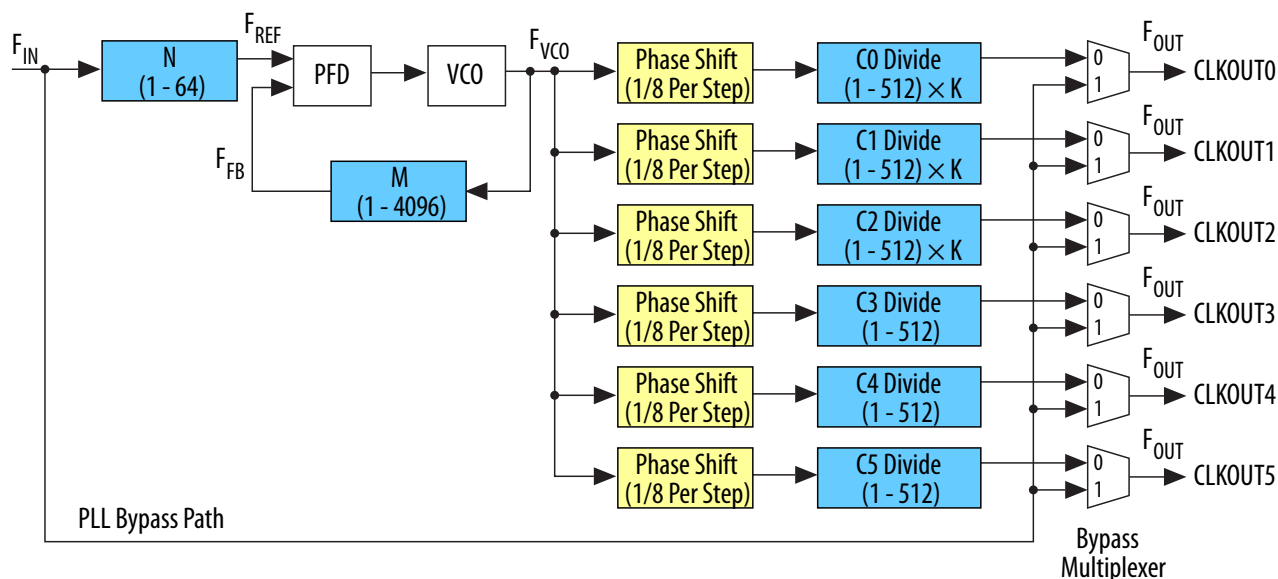 F_IN
N
(1 - 64)
F_REF
PFD
VCO
F_VCO
F_FB
M
(1 - 4096)
Phase Shift
(1/8 Per Step)
C0 Divide
(1 - 512) × K
0
1
F_OUT
CLKOUT0
Phase Shift
(1/8 Per Step)
C1 Divide
(1 - 512) × K
0
1
F_OUT
CLKOUT1
Phase Shift
(1/8 Per Step)
C2 Divide
(1 - 512) × K
0
1
F_OUT
CLKOUT2
Phase Shift
(1/8 Per Step)
C3 Divide
(1 - 512)
0
1
F_OUT
CLKOUT3
Phase Shift
(1/8 Per Step)
C4 Divide
(1 - 512)
0
1
F_OUT
CLKOUT4
Phase Shift
(1/8 Per Step)
C5 Divide
(1 - 512)
0
1
F_OUT
CLKOUT5
PLL Bypass Path
Bypass
Multiplexer